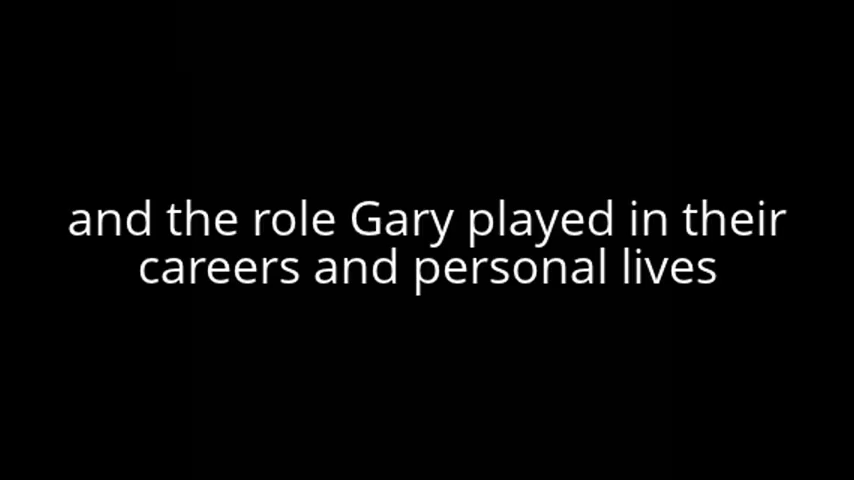 and the role Gary played in their
careers and personal lives